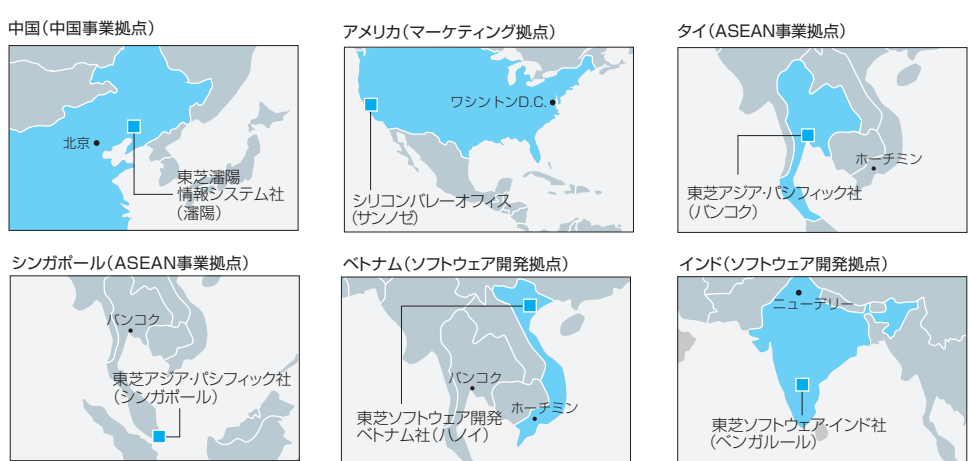 中国（中国事業拠点）
北京
東芝瀋陽
情報システム社
（瀋陽）
アメリカ（マーケティング拠点）
ワシントンD.C.
シリコンバレーオフィス
（サンノゼ）
タイ（ASEAN事業拠点）
ホーチミン
東芝アジア・パシフィック社
（バンコク）
シンガポール（ASEAN事業拠点）
バンコク
東芝アジア・パシフィック社
（シンガポール）
ベトナム（ソフトウェア開発拠点）
バンコク
ホーチミン
東芝ソフトウェア開発
ベトナム社（ハノイ）
インド（ソフトウェア開発拠点）
ニューデリー
東芝ソフトウェア・インド社
（ベンガルール）